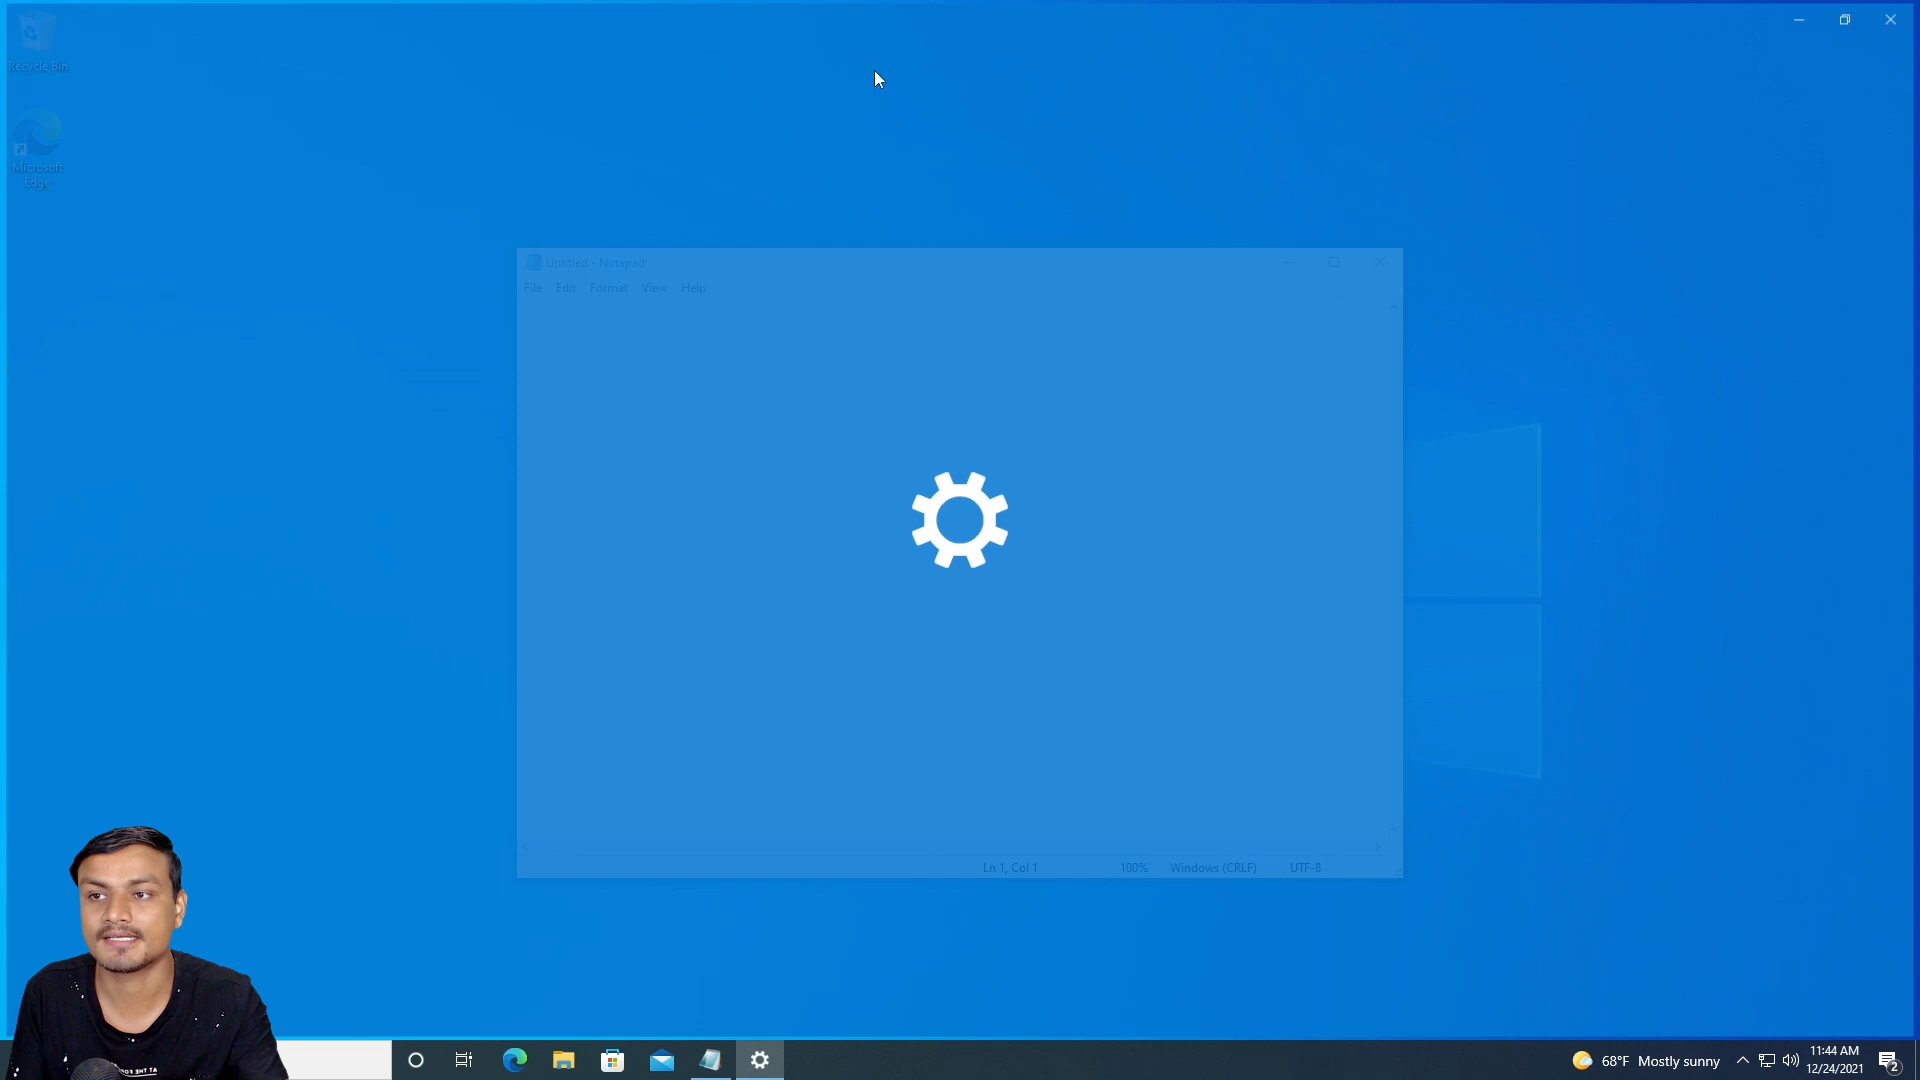 Recycle Bin
Microsoft
Edge
Untitled - Notepad
File Edit Format View Help
Ln 1, Col 1 100% Windows (CRLF) UTF-8
68°F Mostly sunny
11:44 AM
12/24/2021
2